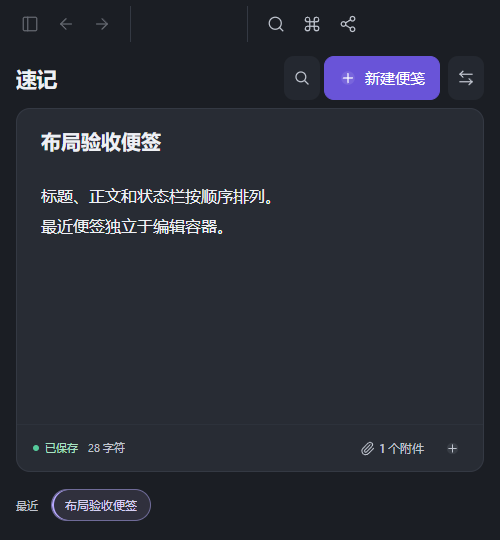 速记
新建便笺
布局验收便签
标题、正文和状态栏按顺序排列。
最近便签独立于编辑容器。
已保存 28 字符
1 个附件
最近
布局验收便签